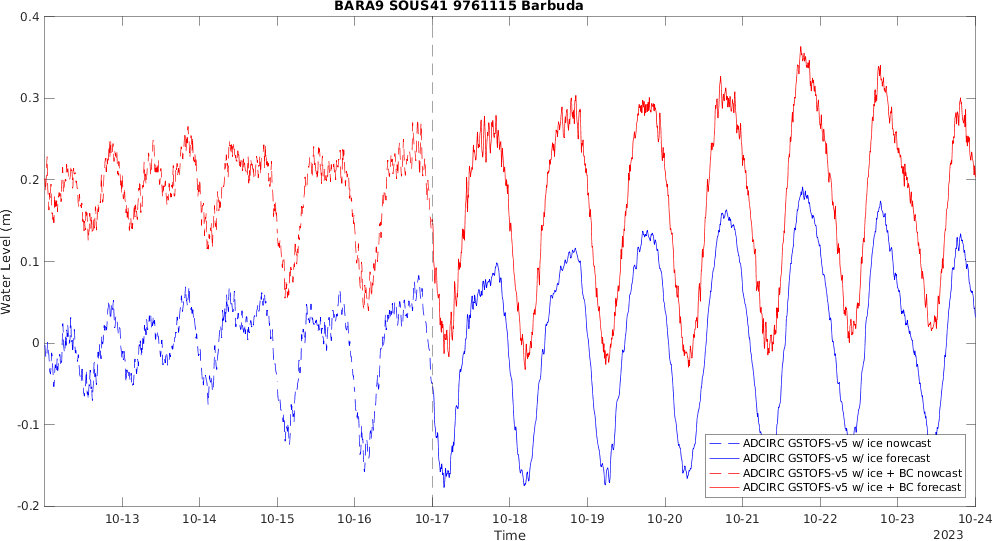 BARA9 SOUS41 9761115 Barbuda
Water Level (m)
0.4
0.3
0.2
0.1
0
-0.1
-0.2
ADCIRC GSTOFS-v5 w/ ice nowcast
ADCIRC GSTOFS-v5 w/ ice forecast
ADCIRC GSTOFS-v5 w/ ice + BC nowcast
ADCIRC GSTOFS-v5 w/ ice + BC forecast
10-13 10-14 10-15 10-16 10-17 10-18 10-19 10-20 10-21 10-22 10-23 10-24
Time
2023